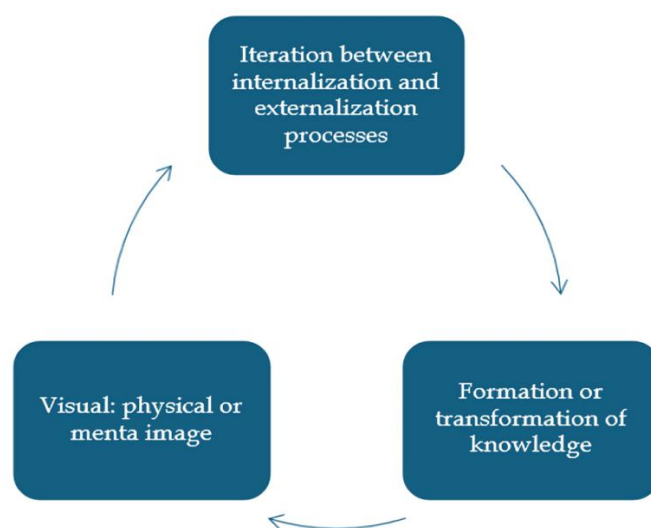 Iteration between
internalization and
externalization
processes
Visual: physical or
menta image
Formation or
transformation of
knowledge